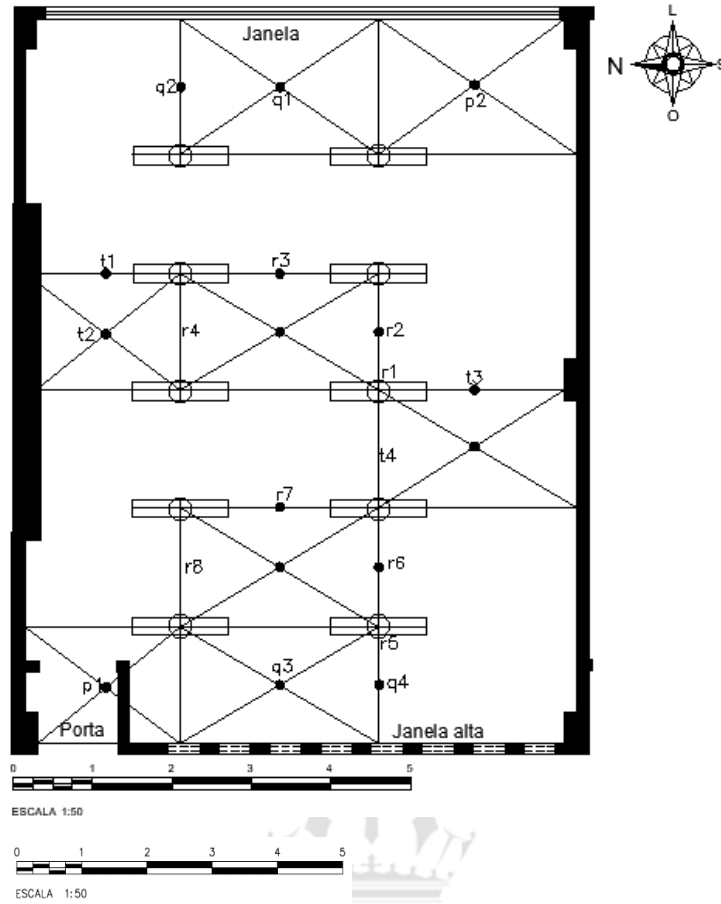 Janela
L
N
S
O
q2
q1
p2
t1
r3
t2
r4
r2
r1
t3
t4
r7
r8
r6
r5
p1
q3
q4
Porta
Janela alta
0 1 2 3 4 5
ESCALA 1:50
0 1 2 3 4 5
ESCALA 1:50